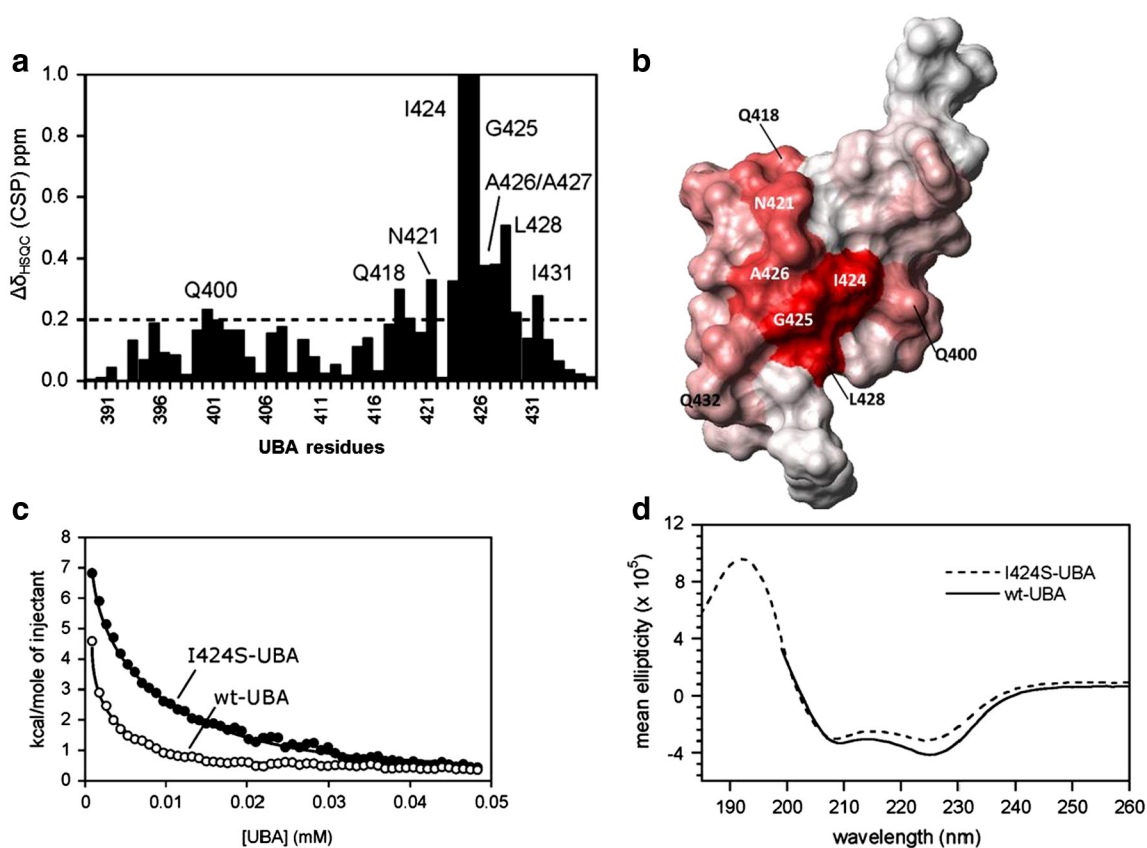 a
ΔδHSQC (CSP) ppm
1.0
0.8
0.6
0.4
0.2
0.0
I424
G425
A426/A427
N421
L428
Q418
I431
Q400
391
396
401
406
411
416
421
426
431
UBA residues
b
Q418
N421
A426
I424
G425
Q400
Q432
L428
c
kcal/mole of injectant
8
7
6
5
4
3
2
1
0
I424S-UBA
wt-UBA
0
0.01
0.02
0.03
0.04
0.05
[UBA] (mM)
d
mean ellipticity (x 10⁵)
12
8
4
0
-4
I424S-UBA
wt-UBA
190
200
210
220
230
240
250
260
wavelength (nm)